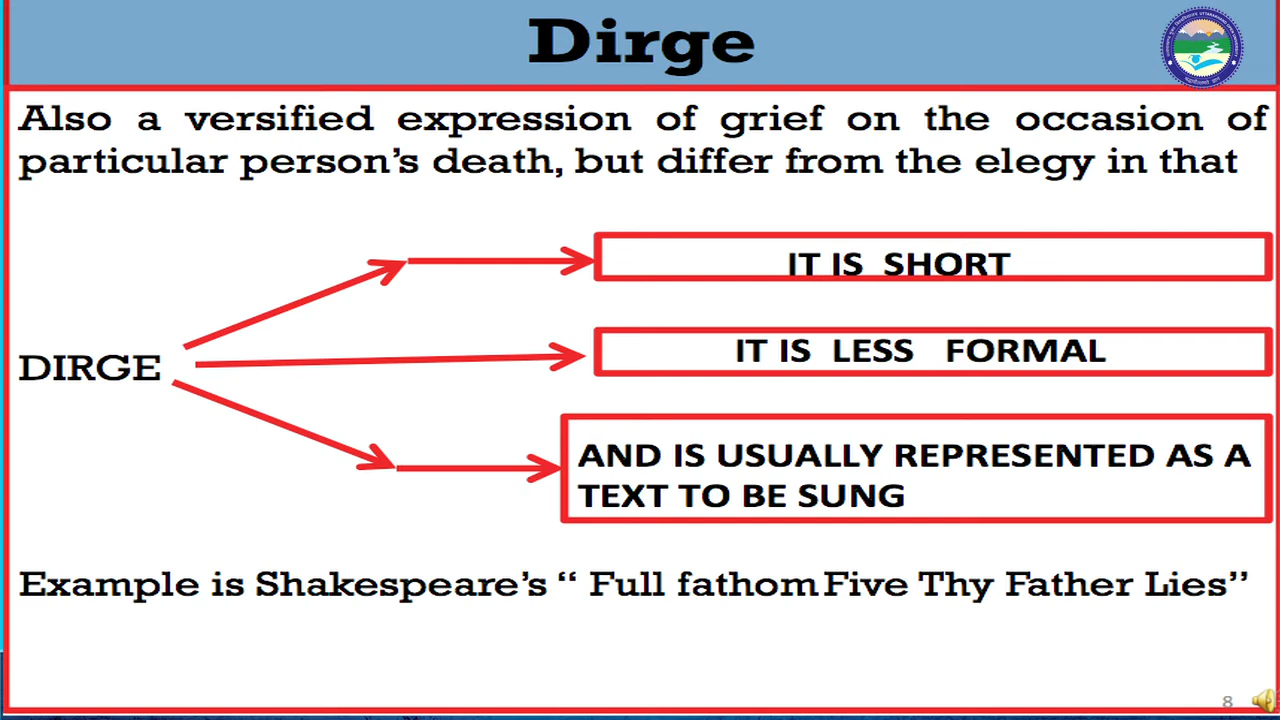 Dirge
Also a versified expression of grief on the occasion of
particular person's death, but differ from the elegy in that
IT IS SHORT
DIRGE
IT IS LESS FORMAL
AND IS USUALLY REPRESENTED AS A
TEXT TO BE SUNG
Example is Shakespeare's “ Full fathom Five Thy Father Lies”
8